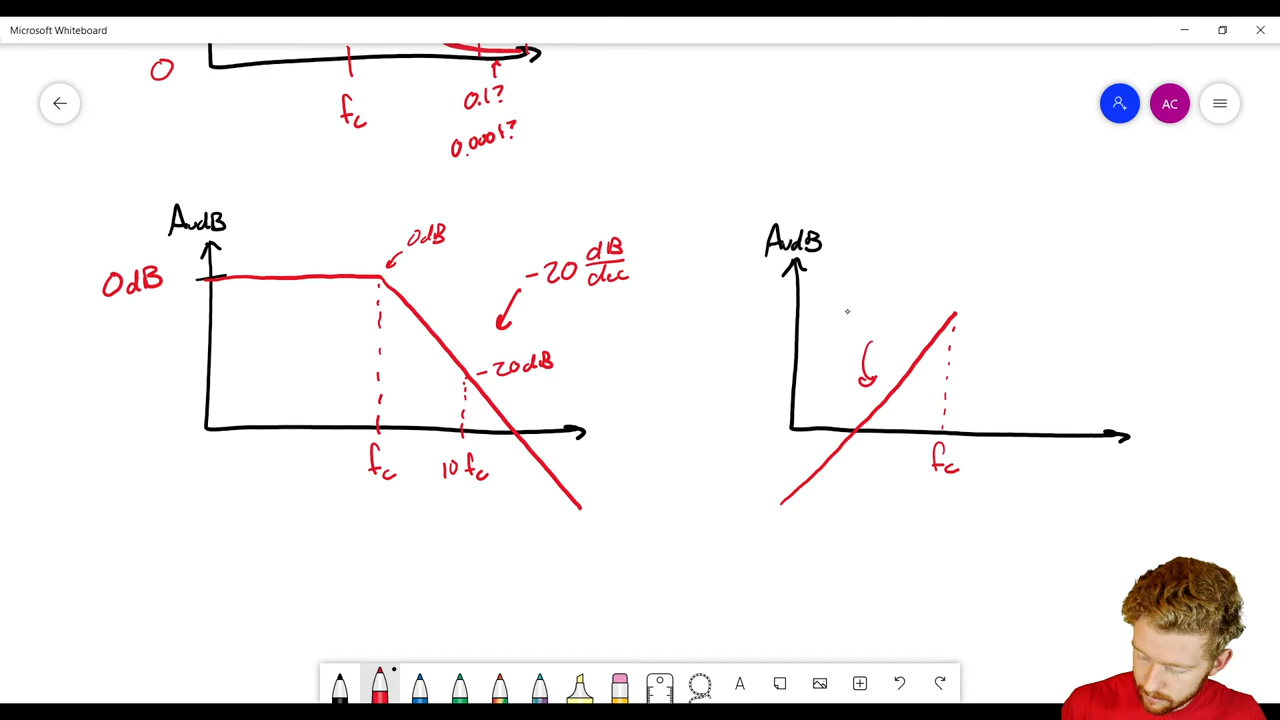 Microsoft Whiteboard
AC
0
fc
0.1?
0.0001?
AvdB
0dB
0dB
-20 dB/dec
-20dB
fc
10 fc
AvdB
fc
A